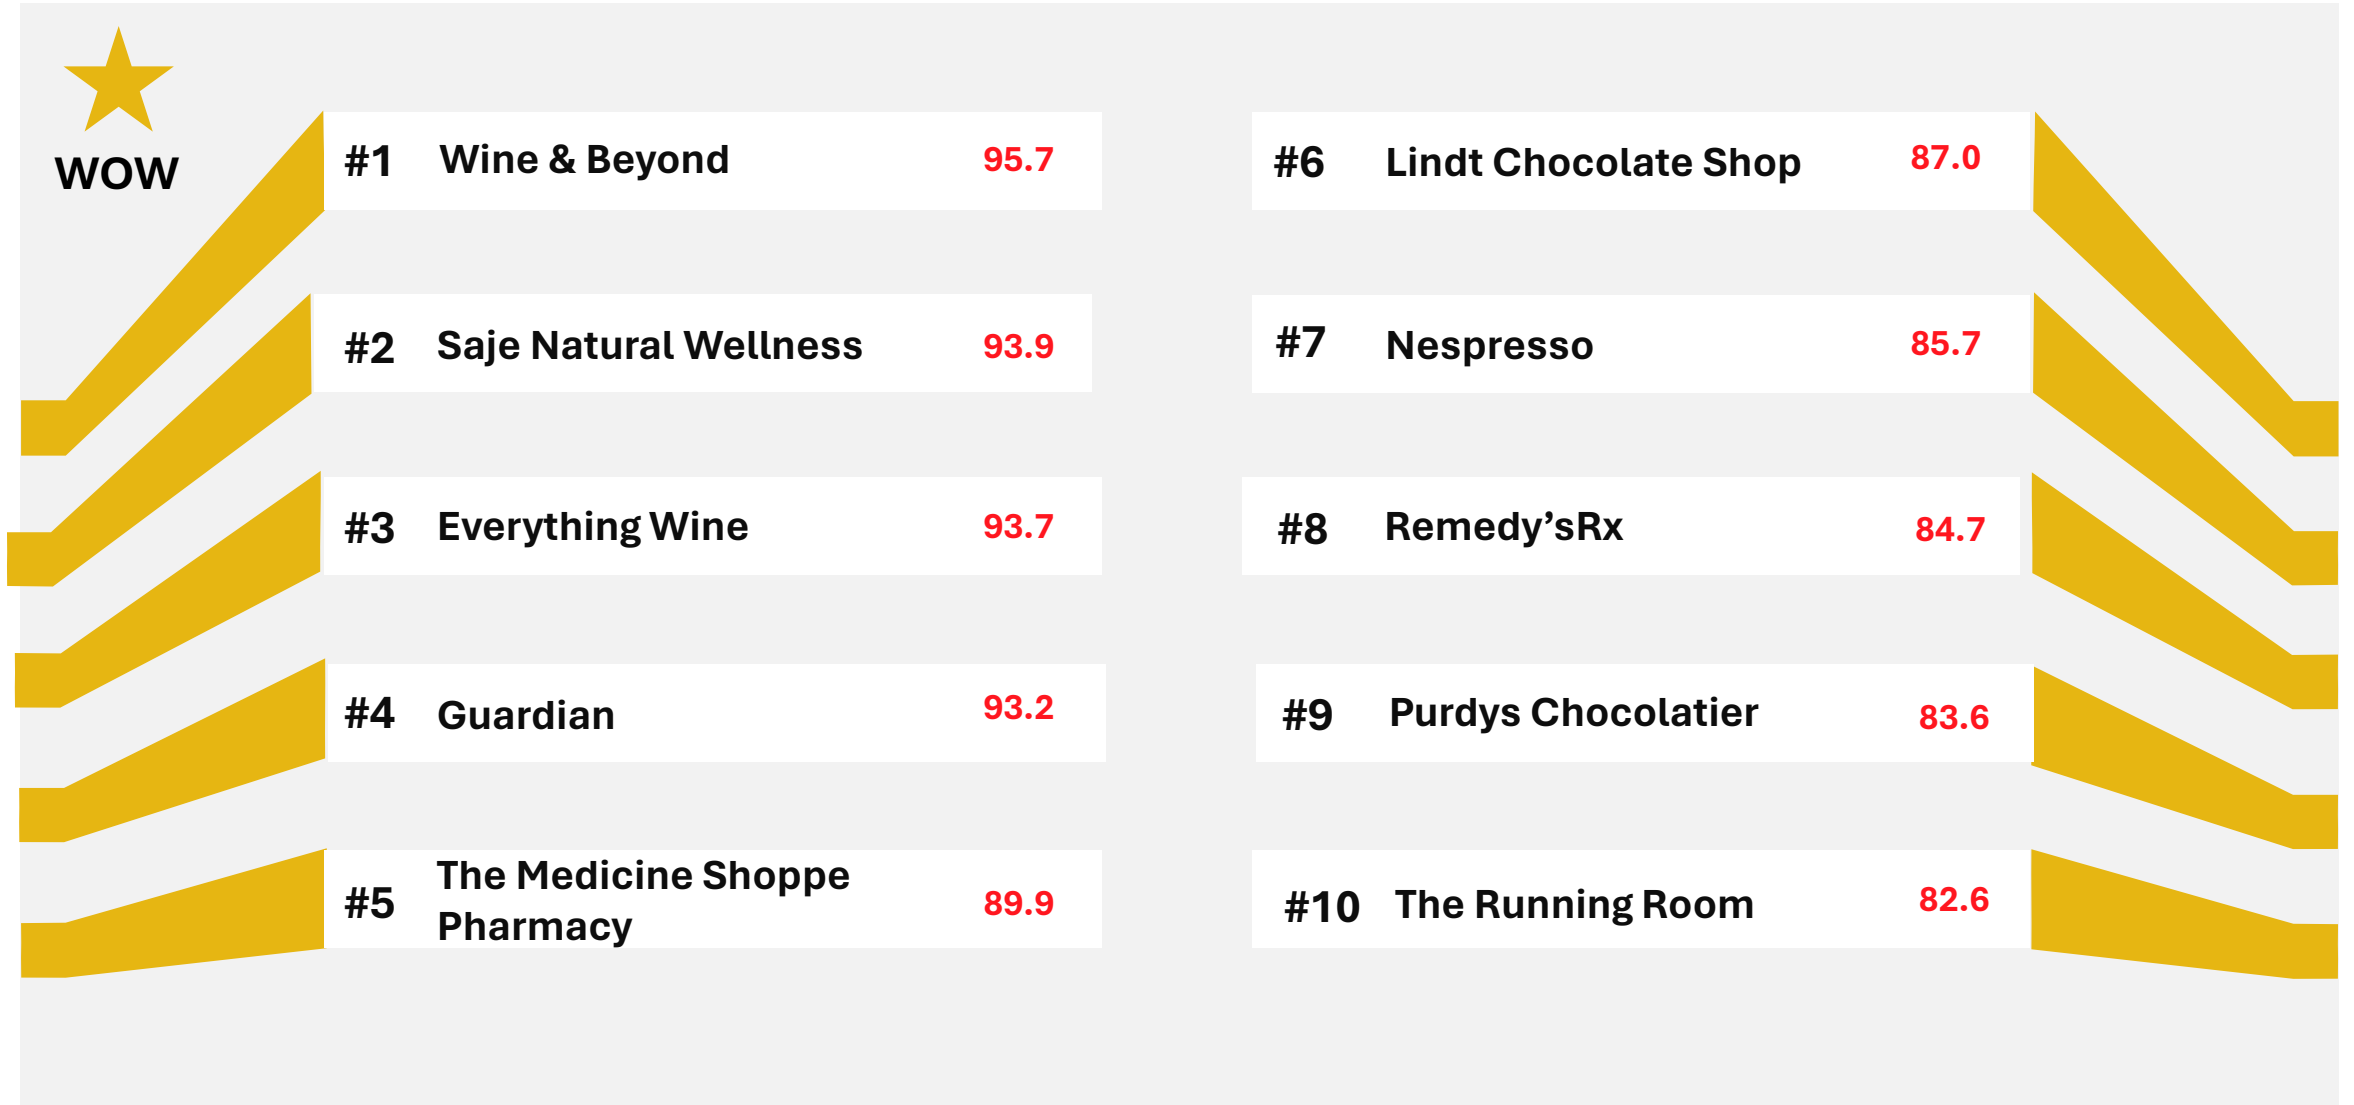 WOW
#1 Wine & Beyond 95.7
#2 Saje Natural Wellness 93.9
#3 Everything Wine 93.7
#4 Guardian 93.2
#5 The Medicine Shoppe
Pharmacy 89.9
#6 Lindt Chocolate Shop 87.0
#7 Nespresso 85.7
#8 Remedy’sRx 84.7
#9 Purdys Chocolatier 83.6
#10 The Running Room 82.6